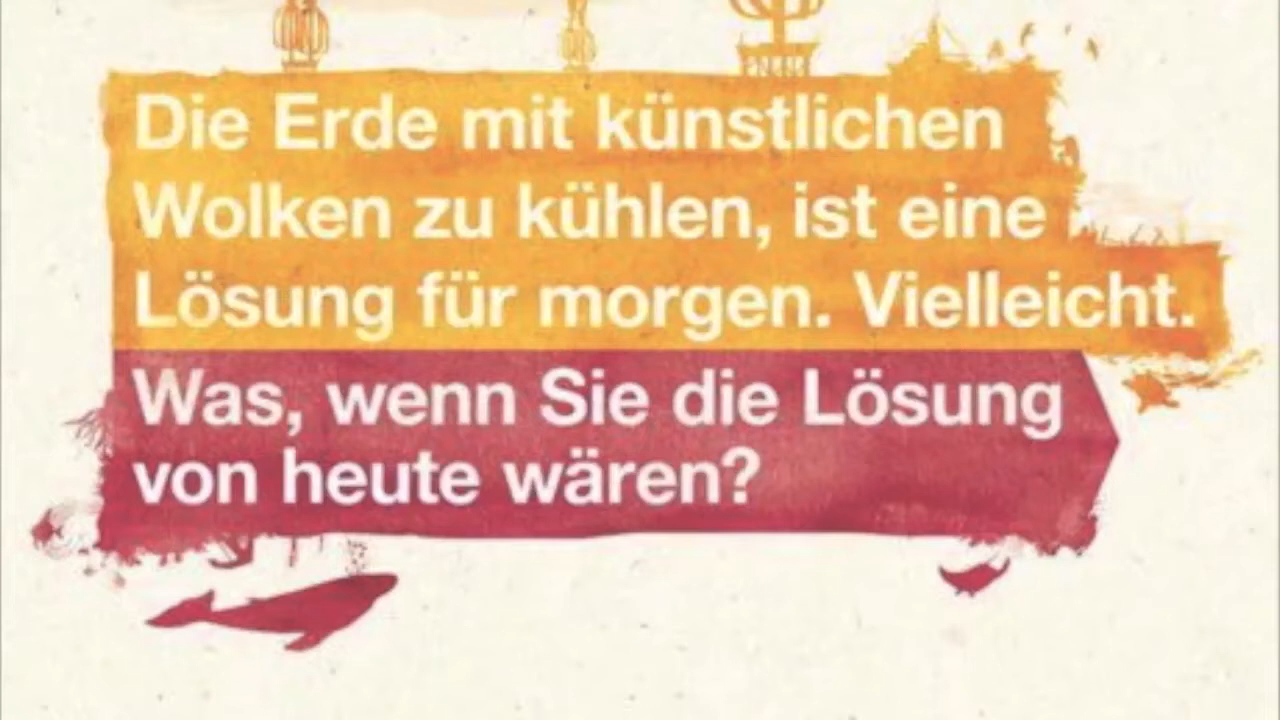 Die Erde mit künstlichen
Wolken zu kühlen, ist eine
Lösung für morgen. Vielleicht.
Was, wenn Sie die Lösung
von heute wären?